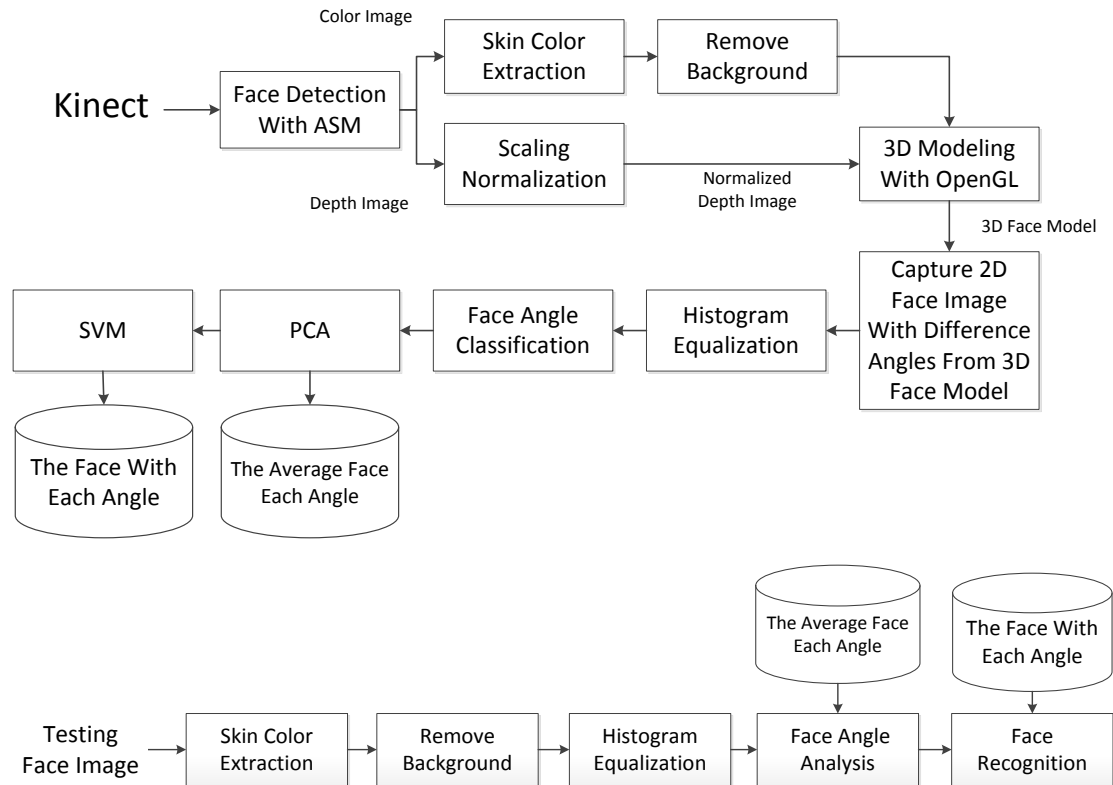 Color Image
Skin Color
Extraction
Remove
Background
Kinect
Face Detection
With ASM
Scaling
Normalization
Depth Image
Normalized
Depth Image
3D Modeling
With OpenGL
3D Face Model
Capture 2D
Face Image
With Difference
Angles From 3D
Face Model
Histogram
Equalization
Face Angle
Classification
PCA
SVM
The Face With
Each Angle
The Average Face
Each Angle
The Average Face
Each Angle
The Face With
Each Angle
Testing
Face Image
Skin Color
Extraction
Remove
Background
Histogram
Equalization
Face Angle
Analysis
Face
Recognition